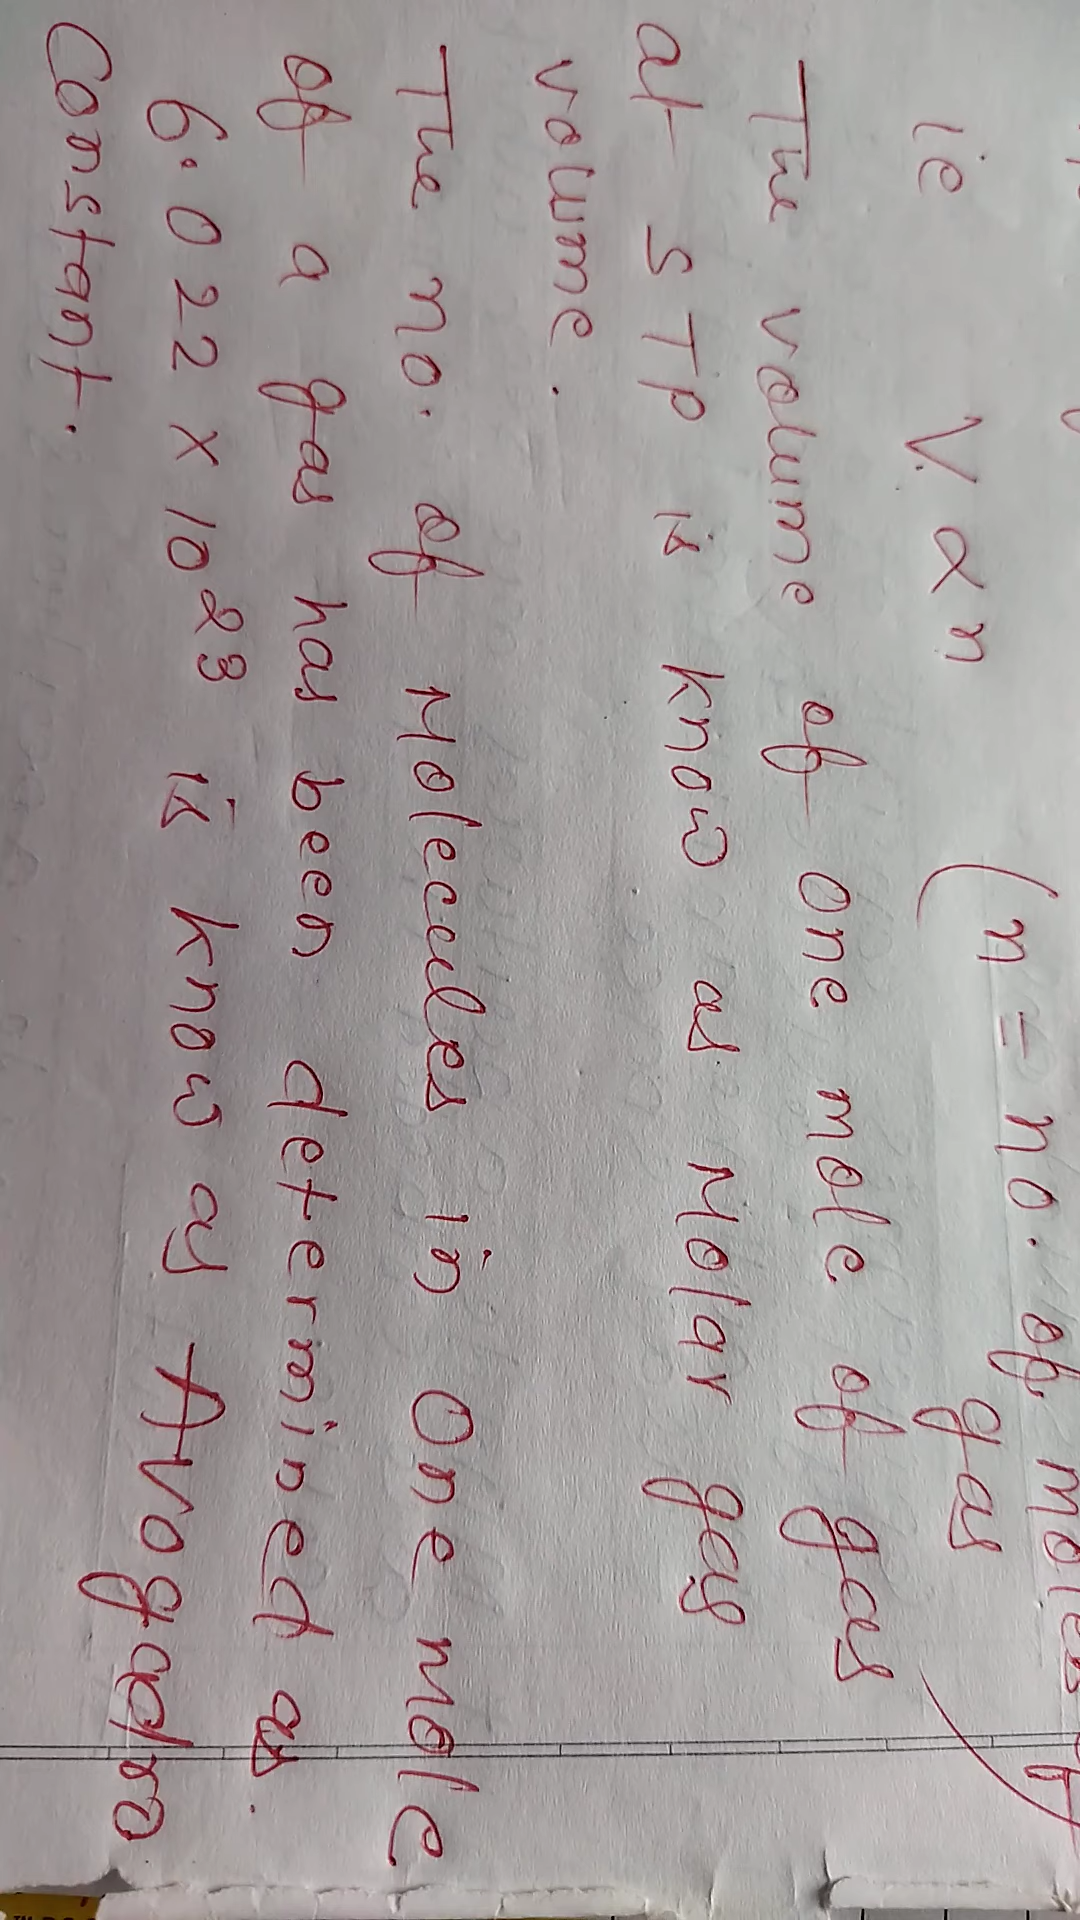 ie V. ∝ n (n = no. of moles of
gas)
The volume of one mole of gas
at STP is know as Molar gas
volume.
The no. of Molecules in One mole
of a gas has been determined as.
6.022 x 10²³ is know as Avogadro
Constant.